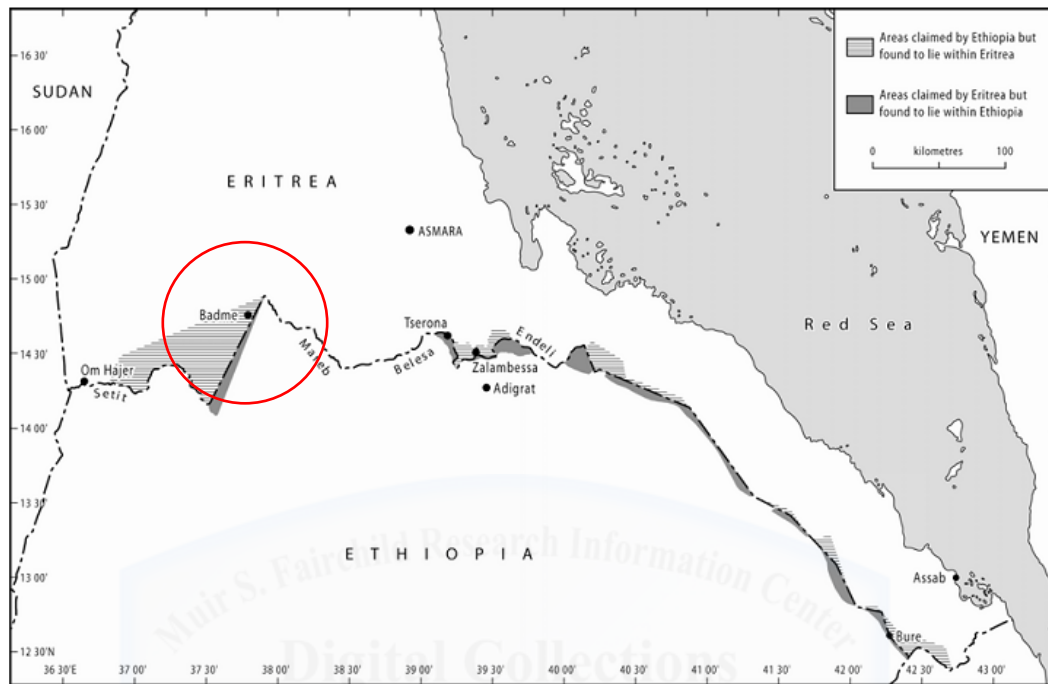 Areas claimed by Ethiopia but
found to lie within Eritrea
Areas claimed by Eritrea but
found to lie within Ethiopia
0 kilometres 100
16 30'
16 00'
15 30'
15 00'
14 30'
14 00'
13 30'
13 00'
12 30'N
SUDAN
ERITREA
ASMARA
YEMEN
Red Sea
Badme
Mareb
Tserona
Endeli
Belesa
Zalambessa
Adigrat
Om Hajer
Setit
ETHIOPIA
Assab
Bure
Muir S. Fairchild Research Information Center
Digital Collections
36 30'E 37 00' 37 30' 38 00' 38 30' 39 00' 39 30' 40 00' 40 30' 41 00' 41 30' 42 00' 42 30' 43 00'